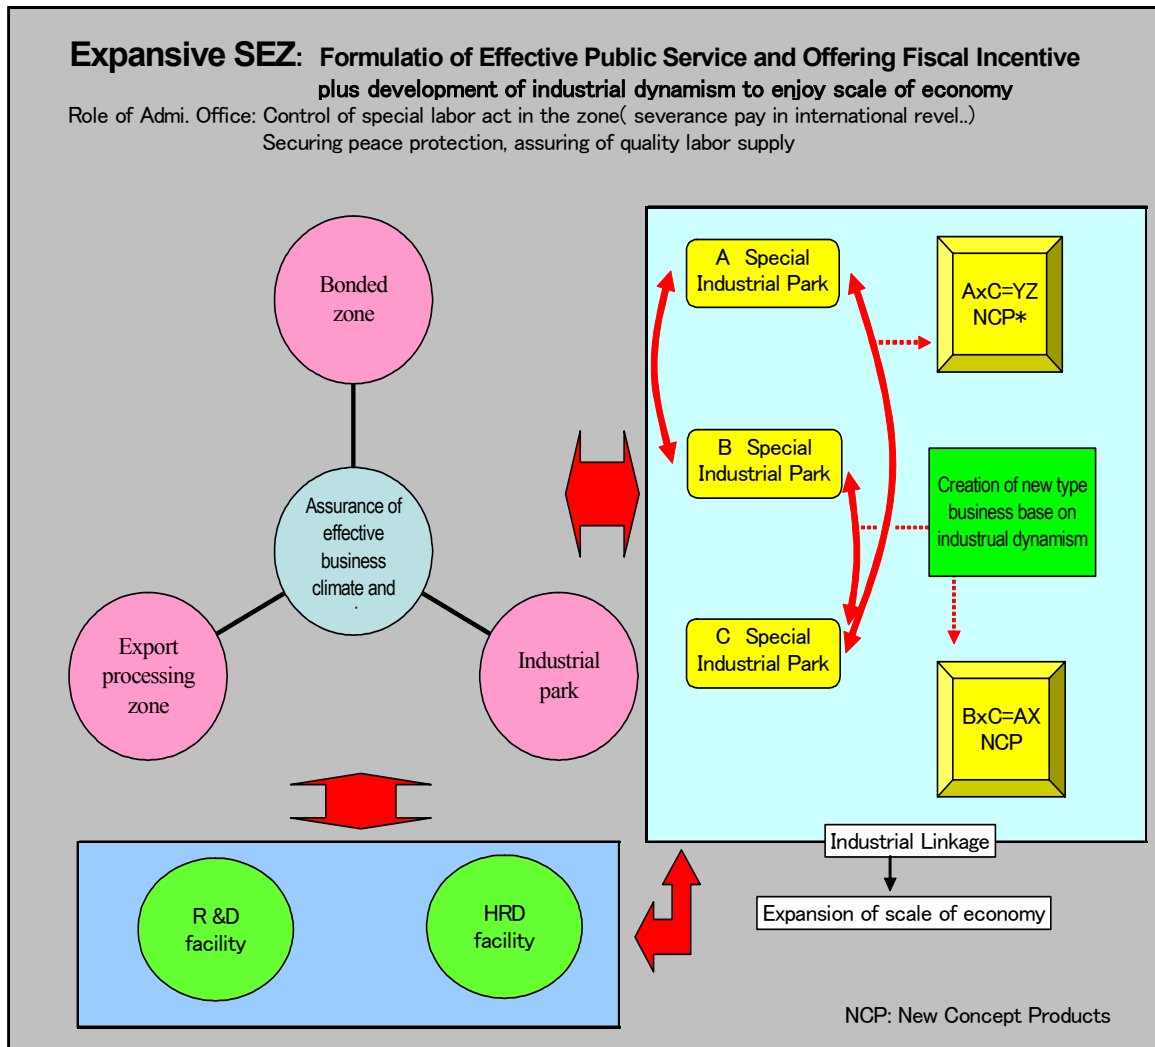 Expansive SEZ: Formulatio of Effective Public Service and Offering Fiscal Incentive
plus development of industrial dynamism to enjoy scale of economy
Role of Admi. Office: Control of special labor act in the zone( severance pay in international revel..)
Securing peace protection, assuring of quality labor supply
Bonded
zone
Assurance of
effective
business
climate and
Export
processing
zone
Industrial
park
A Special
Industrial Park
AxC=YZ
NCP*
B Special
Industrial Park
Creation of new type
business base on
industrual dynamism
C Special
Industrial Park
BxC=AX
NCP
Industrial Linkage
Expansion of scale of economy
R &D
facility
HRD
facility
NCP: New Concept Products